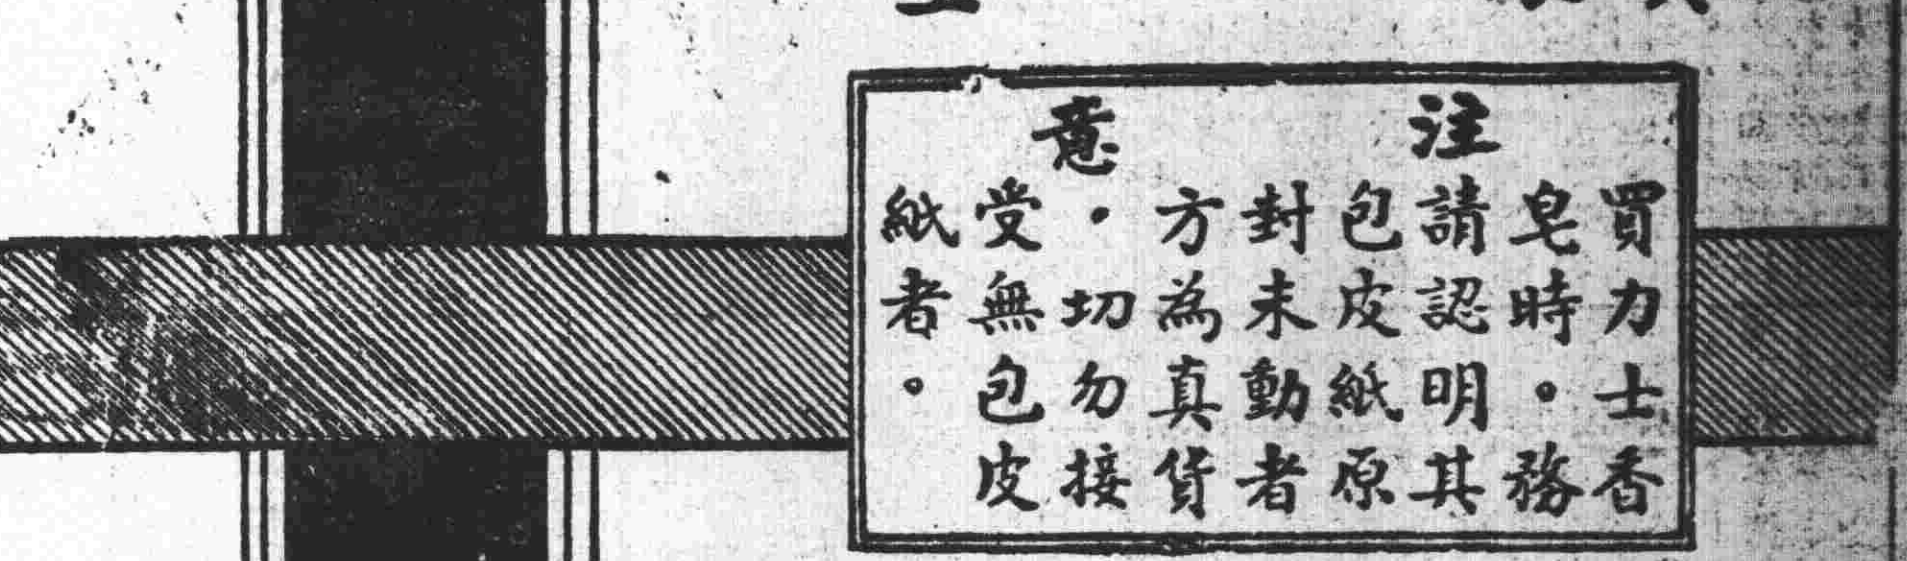 注意
買力士香
皂時。務
請認明其
包皮紙原
封未動者
方為真貨
．切勿接
受無包皮
紙者。